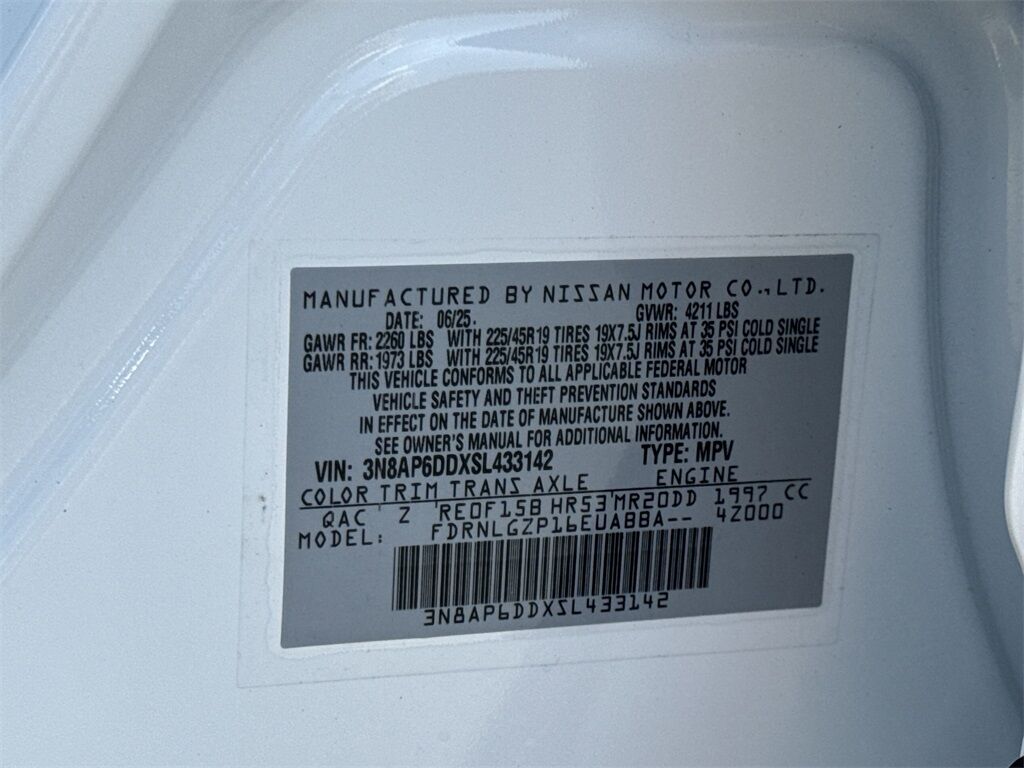 MANUFACTURED BY NISSAN MOTOR CO., LTD.
DATE: 06/25. GVWR: 4211 LBS
GAWR FR: 2260 LBS WITH 225/45R19 TIRES 19X7.5J RIMS AT 35 PSI COLD SINGLE
GAWR RR: 1973 LBS WITH 225/45R19 TIRES 19X7.5J RIMS AT 35 PSI COLD SINGLE
THIS VEHICLE CONFORMS TO ALL APPLICABLE FEDERAL MOTOR
VEHICLE SAFETY AND THEFT PREVENTION STANDARDS
IN EFFECT ON THE DATE OF MANUFACTURE SHOWN ABOVE.
SEE OWNER'S MANUAL FOR ADDITIONAL INFORMATION.
VIN: 3N8AP6DDXSL433142 TYPE: MPV
COLOR TRIM TRANS AXLE ENGINE
QAC Z RE0F15B HR53 MR20DD 1997 CC
MODEL: FDRNLGZP16EUABBA-- 4Z000
3N8AP6DDXSL433142